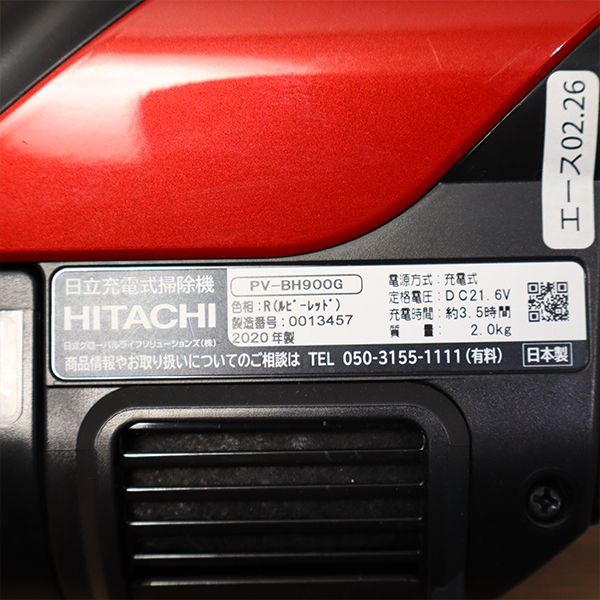 エース02.26
日立充電式掃除機
HITACHI
日立グローバルライフソリューションズ(株)
PV-BH900G
色相:R(ルビーレッド)
製造番号: 0013457
2020年製
電源方式: 充電式
定格電圧: DC21.6V
充電時間: 約3.5時間
質量: 2.0kg
商品情報やお取り扱いについてのご相談は TEL 050-3155-1111(有料)
日本製